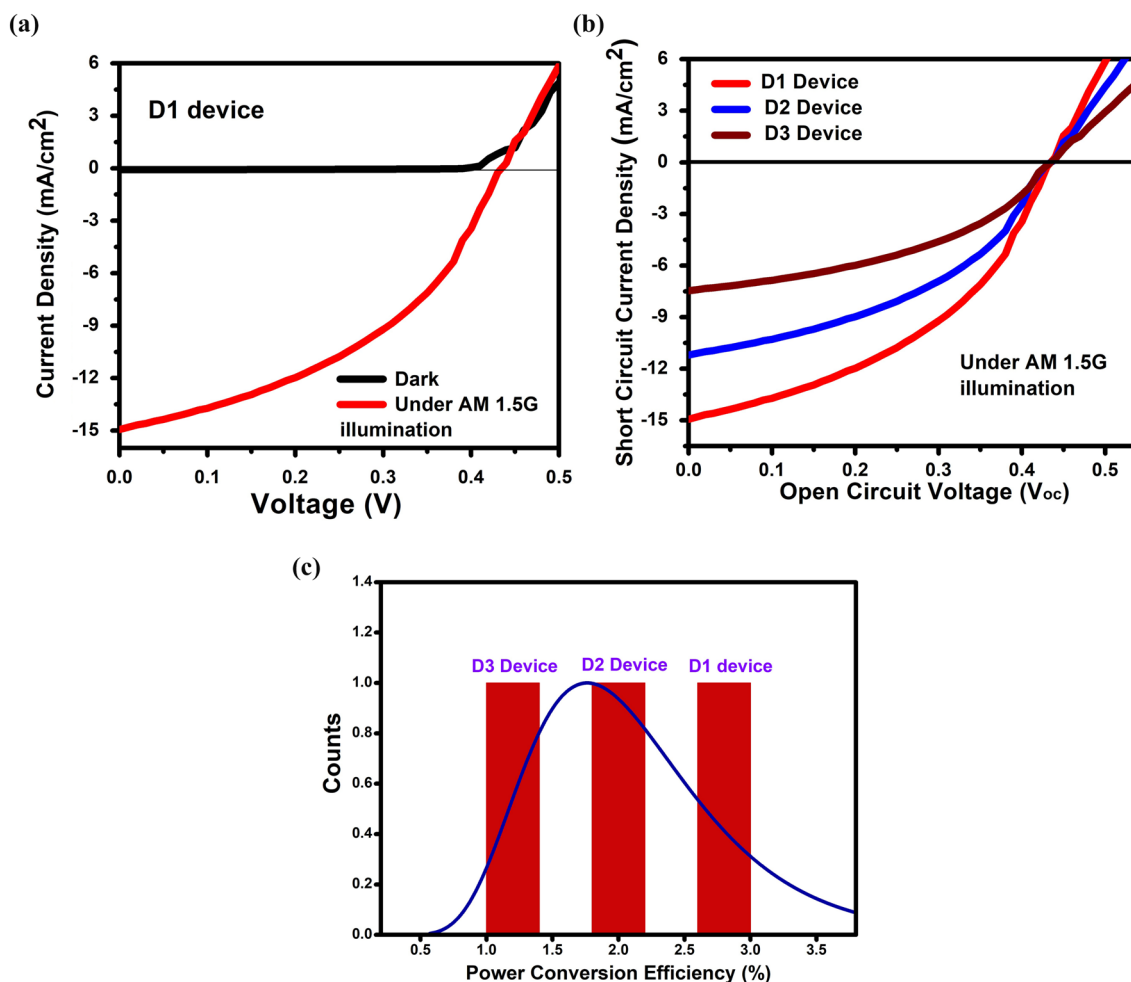 (a)
6
3
0
-3
-6
-9
-12
-15
Current Density (mA/cm²)
D1 device
Dark
Under AM 1.5G
illumination
0.0 0.1 0.2 0.3 0.4 0.5
Voltage (V)
(b)
6
3
0
-3
-6
-9
-12
-15
Short Circuit Current Density (mA/cm²)
D1 Device
D2 Device
D3 Device
Under AM 1.5G
illumination
0.0 0.1 0.2 0.3 0.4 0.5
Open Circuit Voltage (Voc)
(c)
1.4
1.2
1.0
0.8
0.6
0.4
0.2
0.0
Counts
D3 Device D2 Device D1 device
0.5 1.0 1.5 2.0 2.5 3.0 3.5
Power Conversion Efficiency (%)